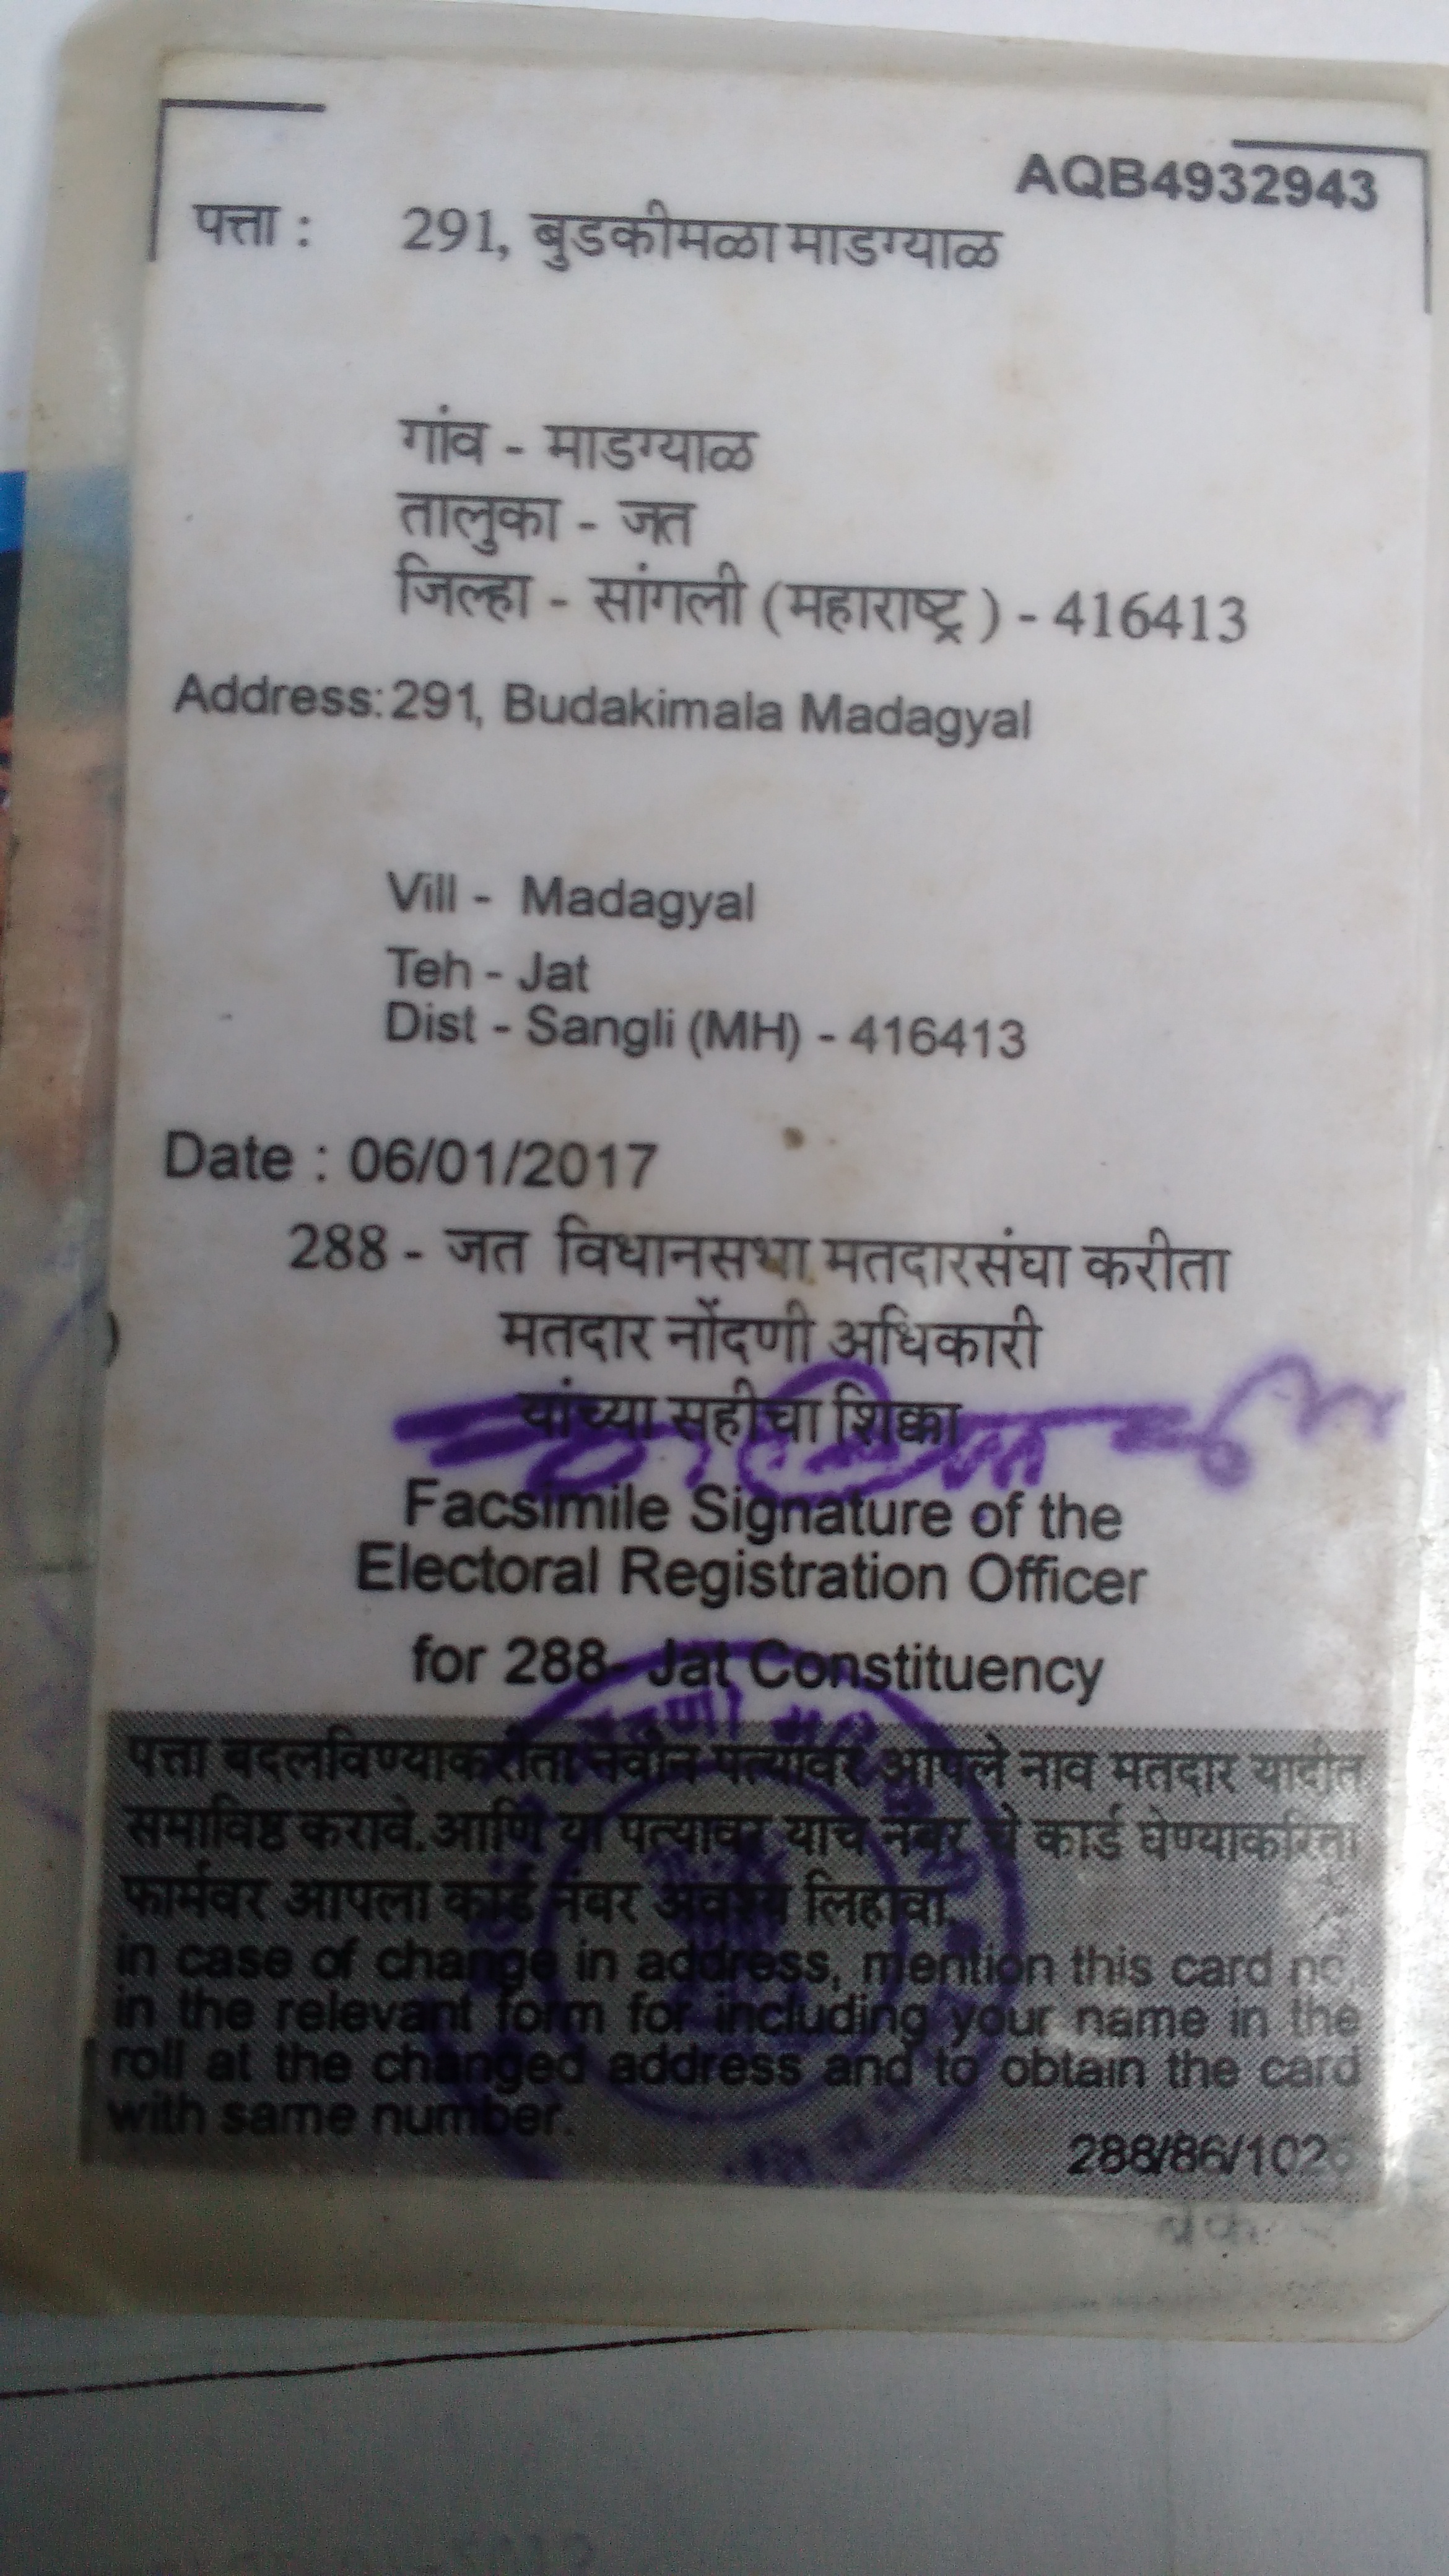 AQB4932943
पत्ता : 291, बुडकीमळा माडग्याळ
गांव - माडग्याळ
तालुका - जत
जिल्हा - सांगली (महाराष्ट्र ) - 416413
Address: 291, Budakimala Madagyal
Vill - Madagyal
Teh - Jat
Dist - Sangli (MH) - 416413
Date : 06/01/2017
288 - जत विधानसभा मतदारसंघा करीता
मतदार नोंदणी अधिकारी
यांच्या सहीचा शिक्का
Facsimile Signature of the
Electoral Registration Officer
for 288- Jat Constituency
पत्ता बदलविण्याकरीता नवीन पत्त्यावर आपले नाव मतदार यादीत
समाविष्ठ करावे.आणि या पत्यावर याच नंबर चे कार्ड घेण्याकरिता
फार्मवर आपला कार्ड नंबर अवश्य लिहावा.
in case of change in address, mention this card no.
in the relevant form for including your name in the
roll at the changed address and to obtain the card
with same number.
288/86/102